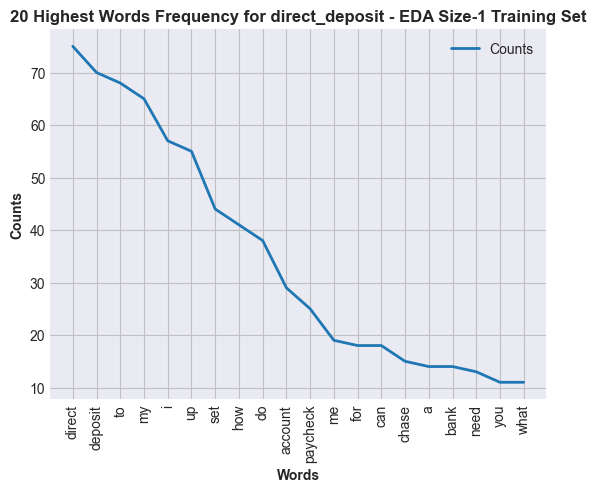 20 Highest Words Frequency for direct_deposit - EDA Size-1 Training Set
Counts
70
60
50
40
30
20
10
Counts
direct
deposit
to
my
i
up
set
how
do
account
paycheck
me
for
can
chase
a
bank
need
you
what
Words